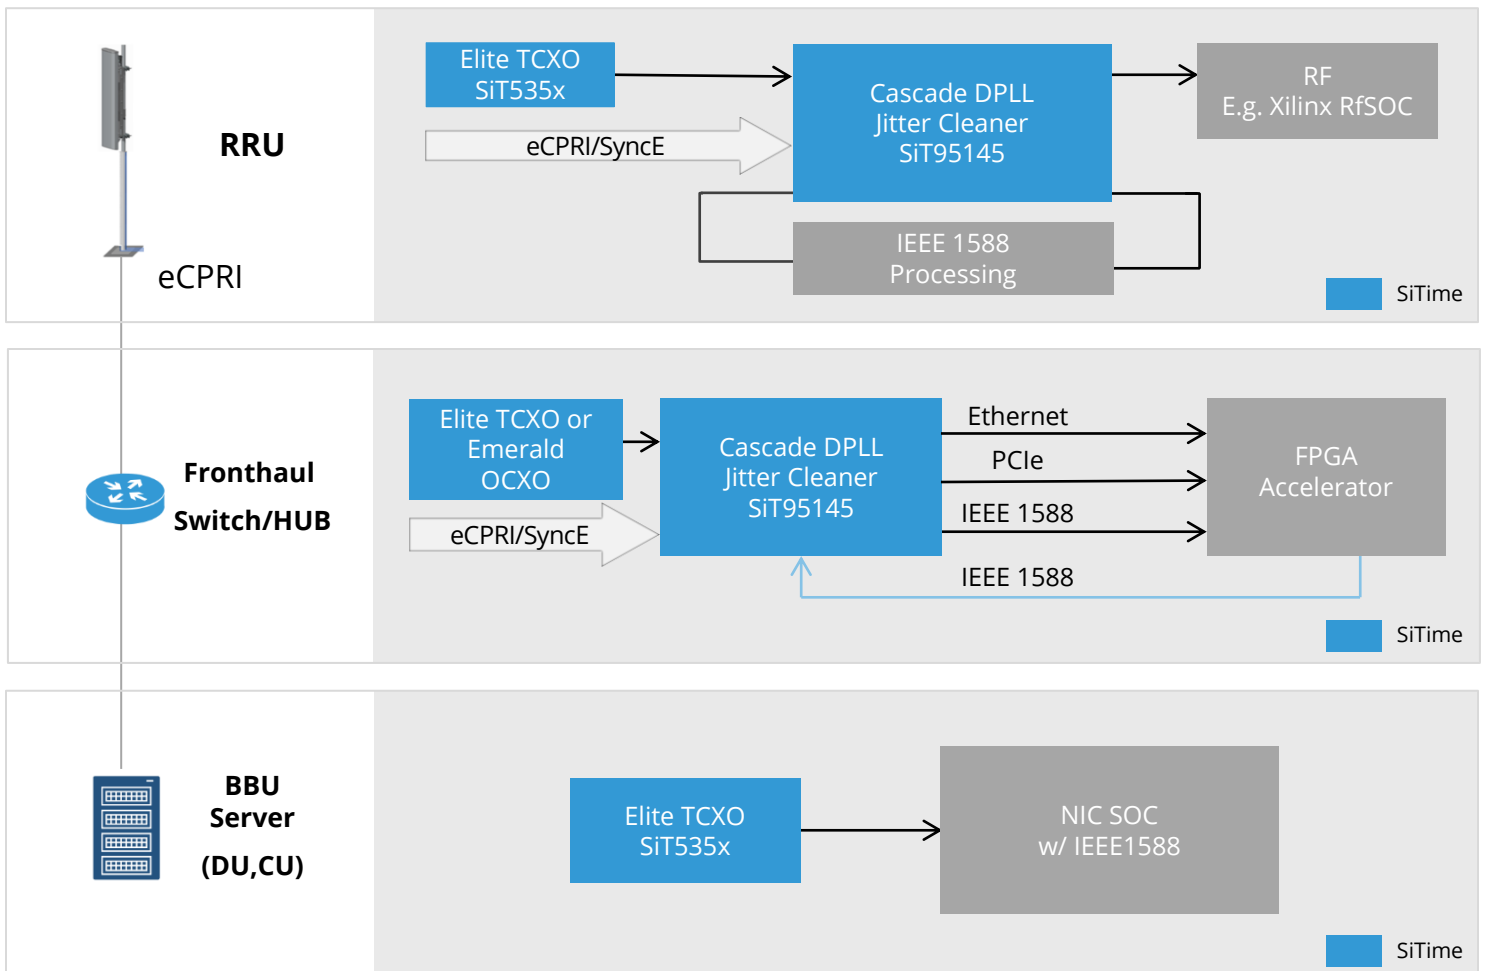 RRU
eCPRI
Elite TCXO
SiT535x
eCPRI/SyncE
Cascade DPLL
Jitter Cleaner
SiT95145
RF
E.g. Xilinx RfSOC
IEEE 1588
Processing
SiTime
Fronthaul
Switch/HUB
Elite TCXO or
Emerald
OCXO
eCPRI/SyncE
Cascade DPLL
Jitter Cleaner
SiT95145
Ethernet
PCIe
IEEE 1588
IEEE 1588
FPGA
Accelerator
SiTime
BBU
Server
(DU,CU)
Elite TCXO
SiT535x
NIC SOC
w/ IEEE1588
SiTime